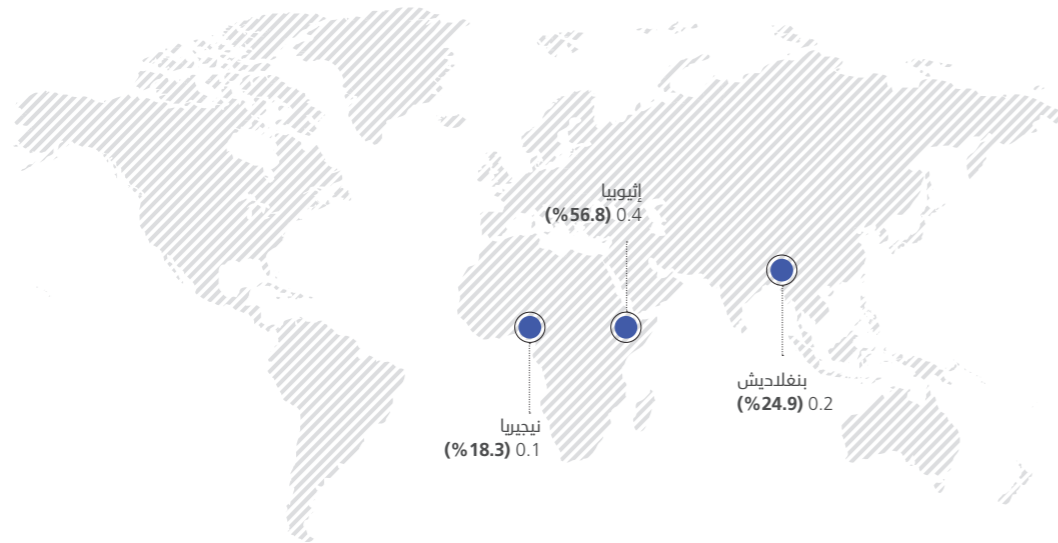 إثيوبيا
0.4 (%56.8)
بنغلاديش
0.2 (%24.9)
نيجيريا
0.1 (%18.3)